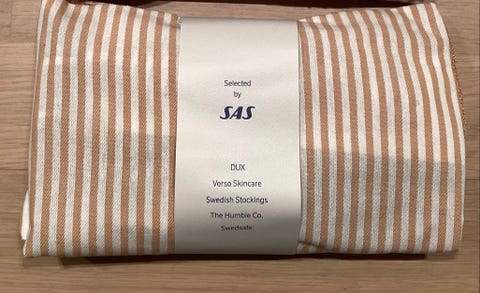 Selected
by
SAS
DUX
Verso Skincare
Swedish Stockings
The Humble Co.
Swedsafe